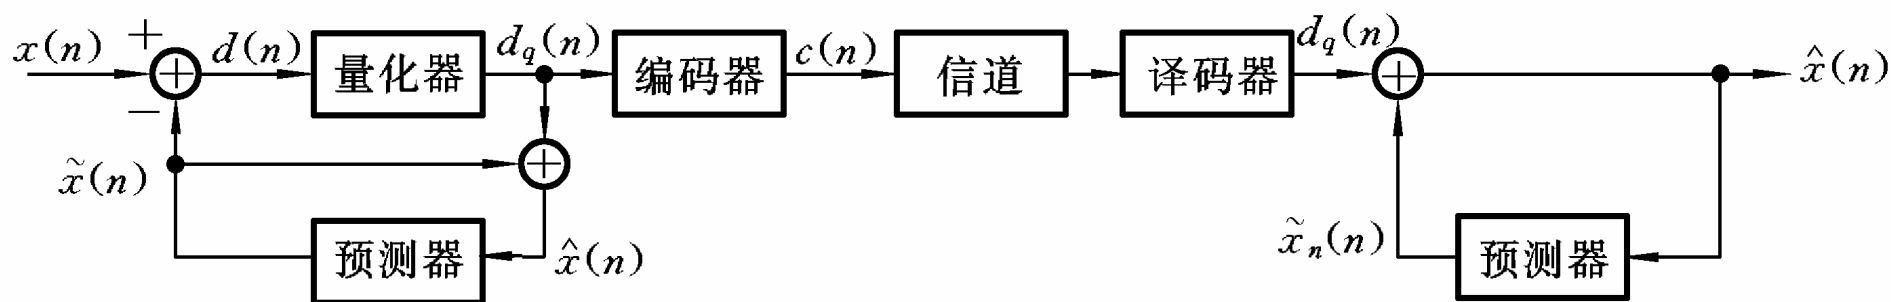 x(n) + − d(n) 量化器 d_q(n) 编码器 c(n) 信道 译码器 d_q(n) x̂(n)
x̃(n) 预测器 x̂(n) x̃_n(n) 预测器